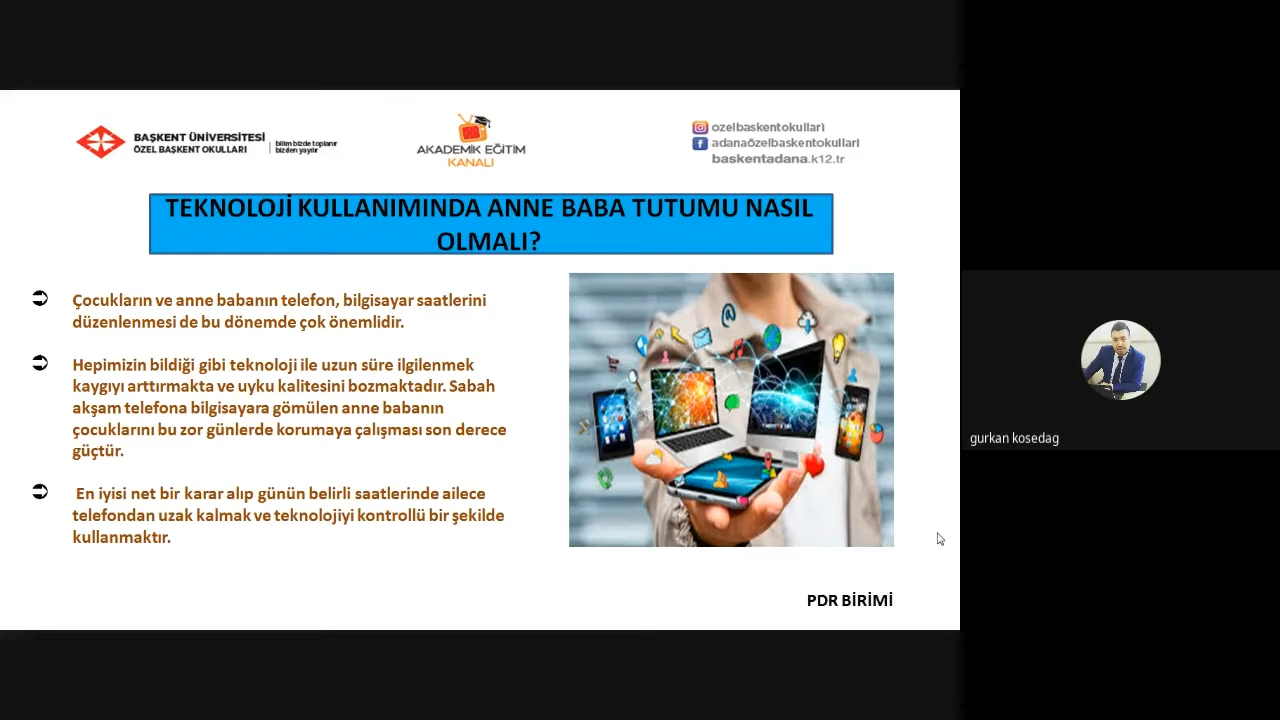 BAŞKENT ÜNİVERSİTESİ
ÖZEL BAŞKENT OKULLARI
bilim bizde toplanır
bizden yayılır
AKADEMİK EĞİTİM
KANALI
ozelbaskentokullari
adanaözelbaskentokullari
baskentadana.k12.tr
TEKNOLOJİ KULLANIMINDA ANNE BABA TUTUMU NASIL
OLMALI?
Çocukların ve anne babanın telefon, bilgisayar saatlerini
düzenlenmesi de bu dönemde çok önemlidir.
Hepimizin bildiği gibi teknoloji ile uzun süre ilgilenmek
kaygıyı arttırmakta ve uyku kalitesini bozmaktadır. Sabah
akşam telefona bilgisayara gömülen anne babanın
çocuklarını bu zor günlerde korumaya çalışması son derece
güçtür.
En iyisi net bir karar alıp günün belirli saatlerinde ailece
telefondan uzak kalmak ve teknolojiyi kontrollü bir şekilde
kullanmaktır.
PDR BİRİMİ
gurkan kosedag